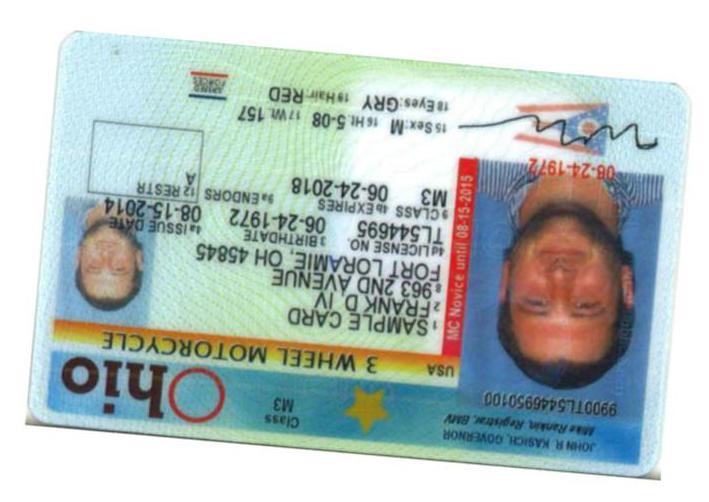 Ohio
Class
M3
JOHN R. KASICH, GOVERNOR
Mike Rankin, Registrar, BMV
9900TL5446950100
3 WHEEL MOTORCYCLE
USA
1 SAMPLE CARD
2 FRANK D IV
8 963 2ND AVENUE
FORT LORAMIE, OH 45845
4d LICENSE NO. 3 BIRTHDATE 4a ISSUE DATE
TL544695 06-24-1972 08-15-2014
9 CLASS 4b EXPIRES 9a ENDORS 12 RESTR
M3 06-24-2018 A
15 Sex: M 16 Ht. 5-08 17 Wt. 157
18 Eyes: GRY 19 Hair: RED
ARMED
FORCES
MC Novice until 08-15-2015
06-24-1972